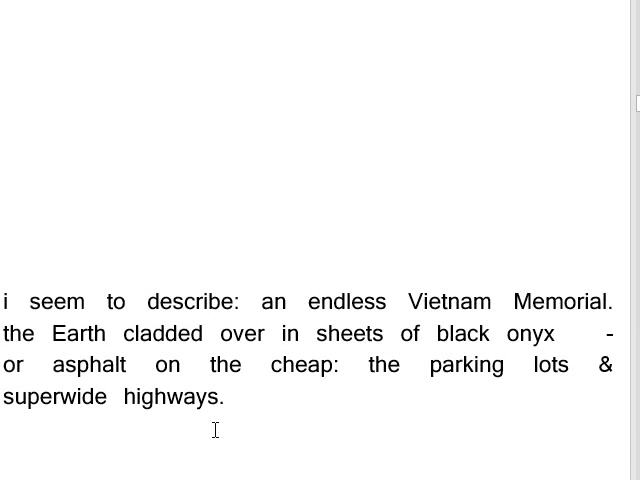 i seem to describe: an endless Vietnam Memorial.
the Earth cladded over in sheets of black onyx -
or asphalt on the cheap: the parking lots &
superwide highways.